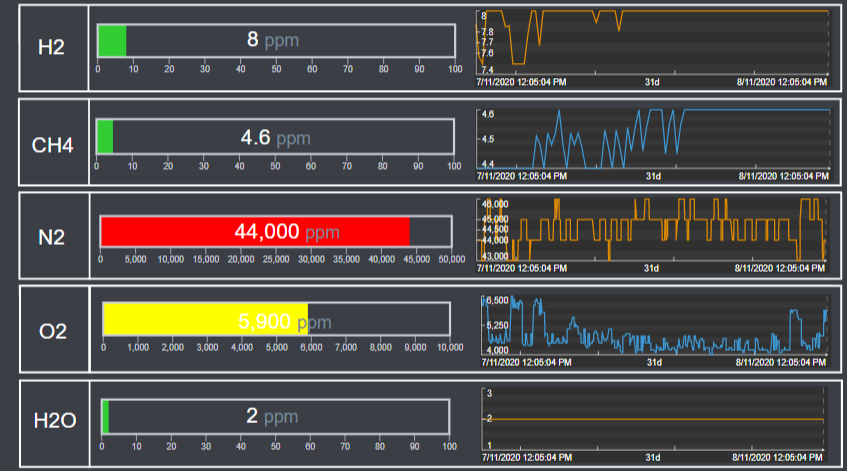 H2
8 ppm
0 10 20 30 40 50 60 70 80 90 100
8
7.8
7.7
7.6
7.4
7/11/2020 12:05:04 PM 31d 8/11/2020 12:05:04 PM
CH4
4.6 ppm
0 10 20 30 40 50 60 70 80 90 100
4.6
4.5
4.4
7/11/2020 12:05:04 PM 31d 8/11/2020 12:05:04 PM
N2
44,000 ppm
0 5,000 10,000 15,000 20,000 25,000 30,000 35,000 40,000 45,000 50,000
46,000
45,000
44,500
44,000
43,000
7/11/2020 12:05:04 PM 31d 8/11/2020 12:05:04 PM
O2
5,900 ppm
0 1,000 2,000 3,000 4,000 5,000 6,000 7,000 8,000 9,000 10,000
6,500
5,250
4,000
7/11/2020 12:05:04 PM 31d 8/11/2020 12:05:04 PM
H2O
2 ppm
0 10 20 30 40 50 60 70 80 90 100
3
2
1
7/11/2020 12:05:04 PM 31d 8/11/2020 12:05:04 PM